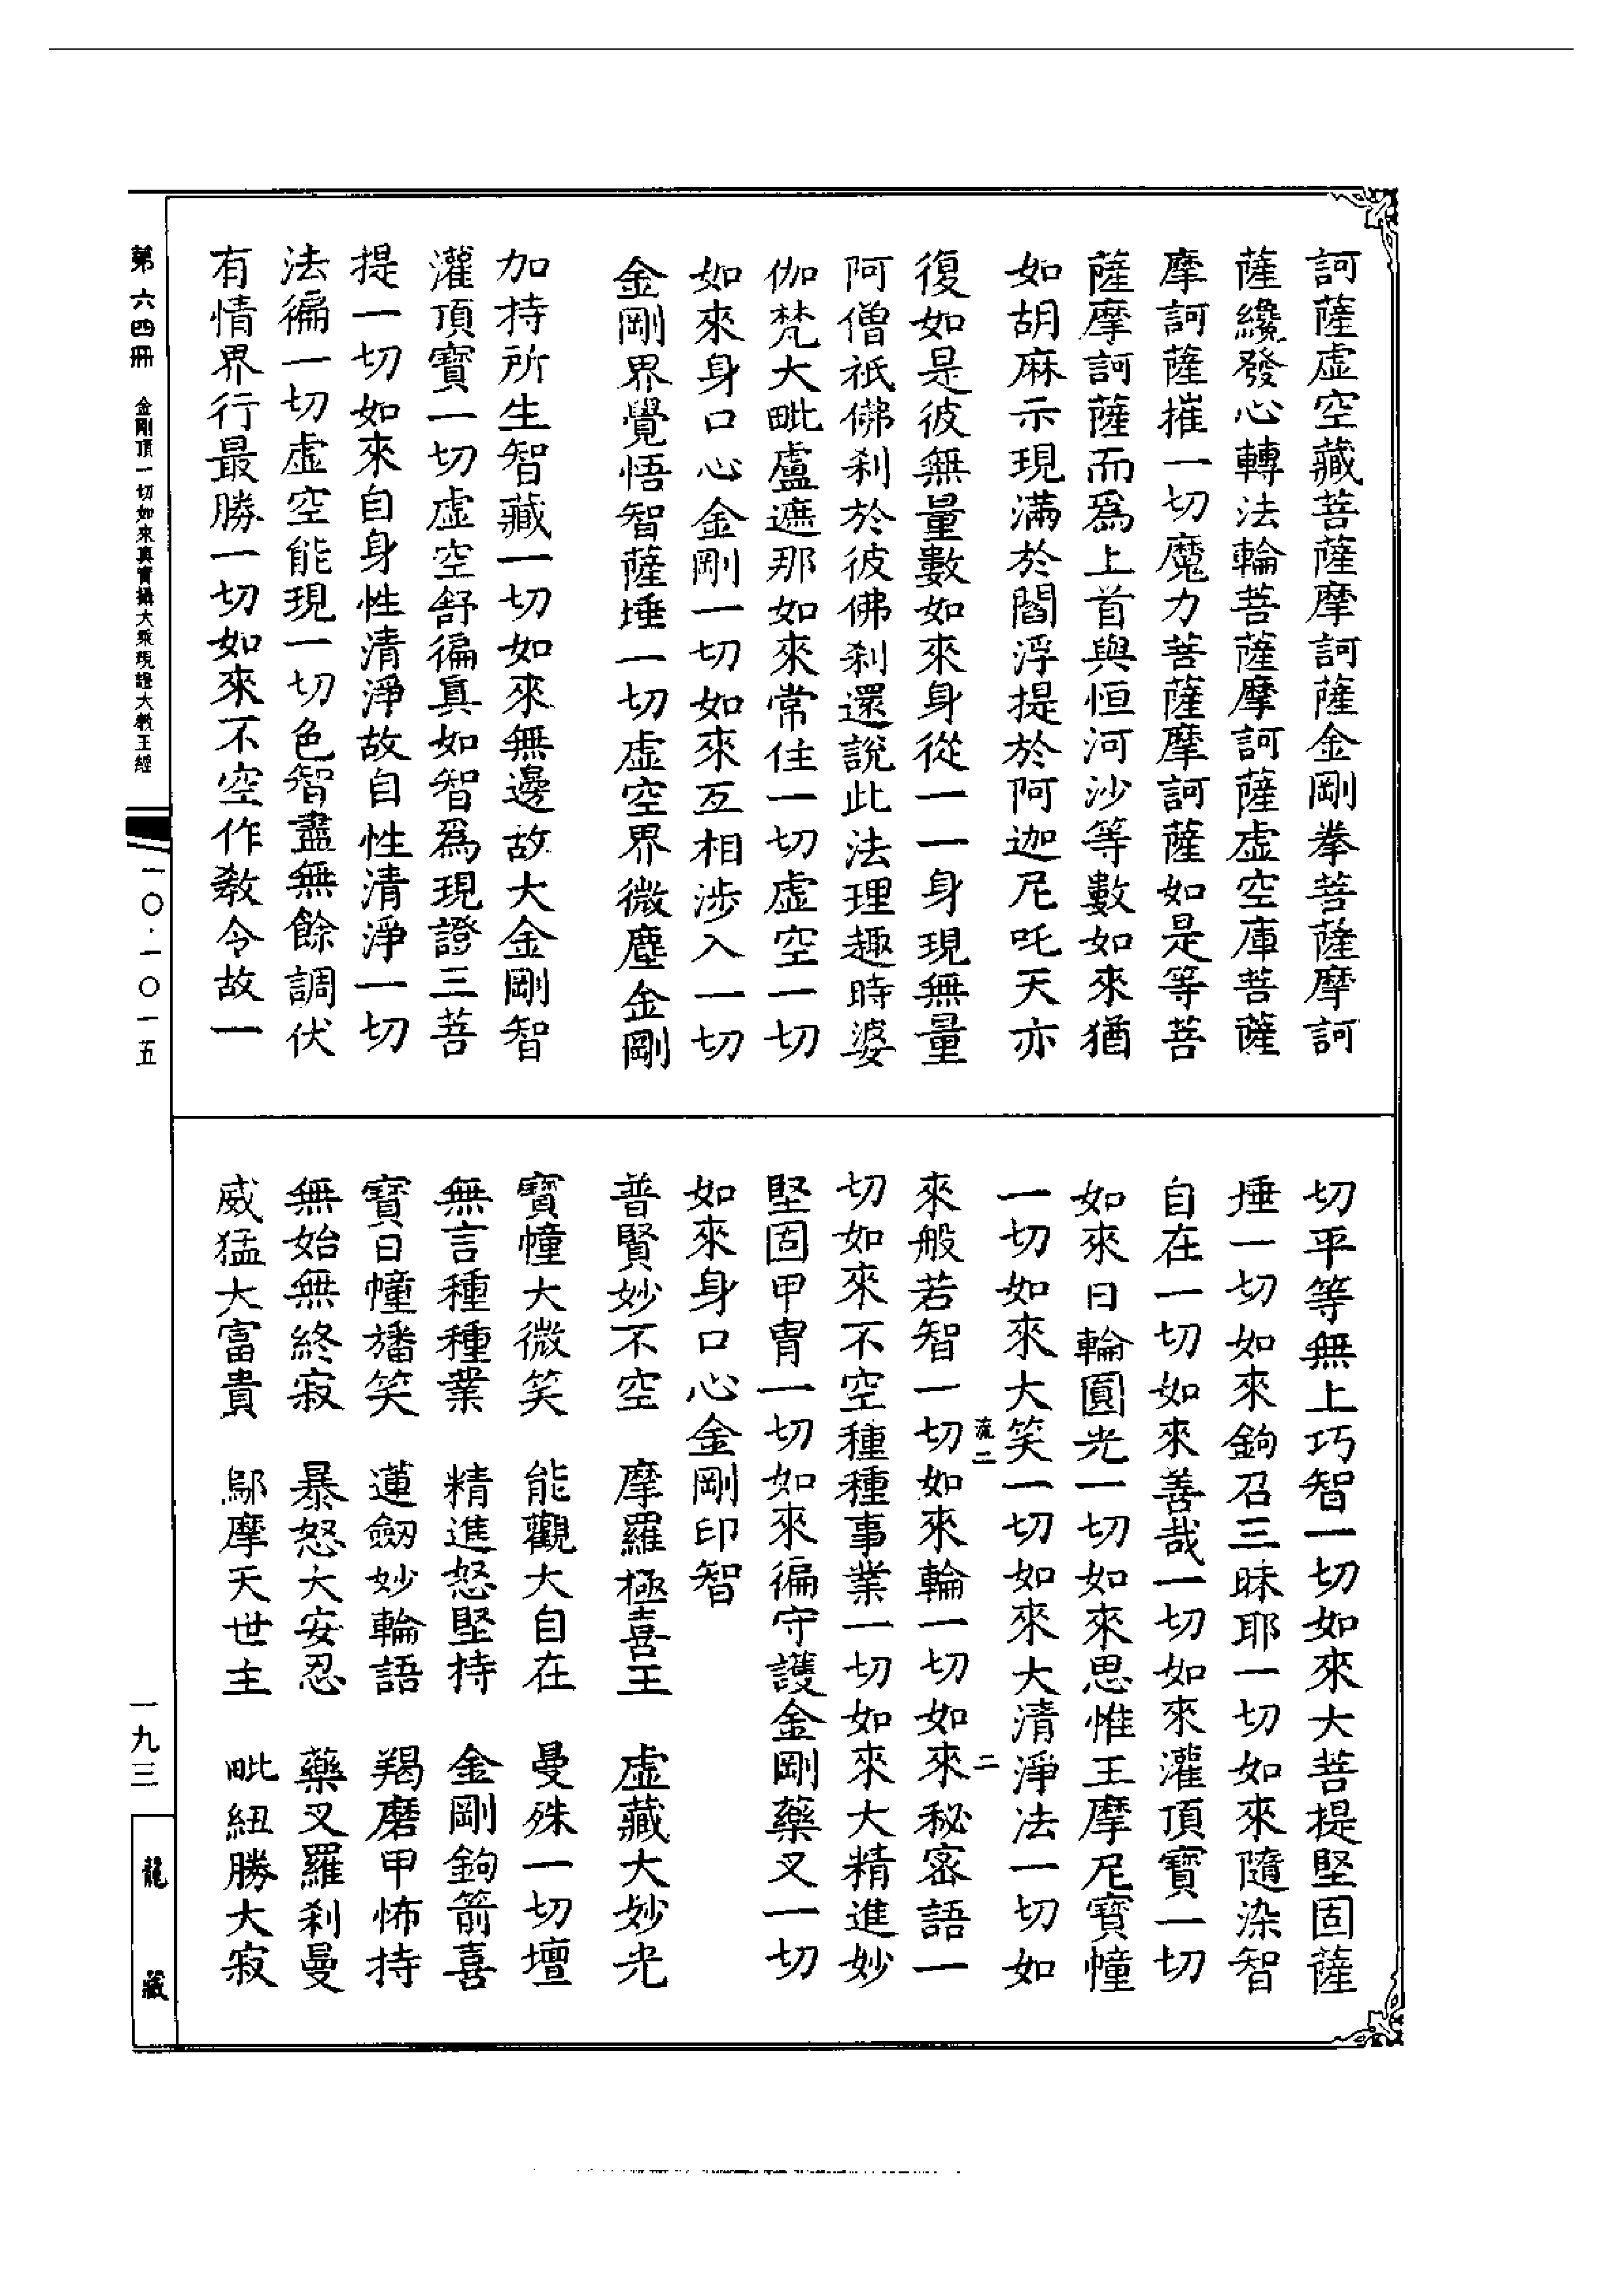 訶薩虛空藏菩薩摩訶薩金剛拳菩薩摩訶
薩纔發心轉法輪菩薩摩訶薩虛空庫菩薩
摩訶薩摧一切魔力菩薩摩訶薩如是等菩
薩摩訶薩而爲上首與恒河沙等數如來猶
如胡麻示現滿於閻浮提於阿迦尼吒天亦
復如是彼無量數如來身從一一身現無量
阿僧祇佛刹於彼佛刹還說此法理趣時婆
伽梵大毗盧遮那如來常住一切虛空一切
如來身口心金剛一切如來互相涉入一切
金剛界覺悟智薩埵一切虛空界微塵金剛
加持所生智藏一切如來無邊故大金剛智
灌頂寶一切虛空舒徧真如智爲現證三菩
提一切如來自身性清淨故自性清淨一切
法徧一切虛空能現一切色智盡無餘調伏
有情界行最勝一切如來不空作教令故一
切平等無上巧智一切如來大菩提堅固薩
埵一切如來鉤召三昧耶一切如來隨染智
自在一切如來善哉一切如來灌頂寶一切
如來日輪圓光一切如來思惟王摩尼寶幢
一切如來大笑一切如來大清淨法一切如
流二 二
來般若智一切如來輪一切如來秘密語一
切如來不空種種事業一切如來大精進妙
堅固甲冑一切如來徧守護金剛藥叉一切
如來身口心金剛印智
普賢妙不空 摩羅極喜王 虛藏大妙光
寶幢大微笑 能觀大自在 曼殊一切壇
無言種種業 精進怒堅持 金剛鉤箭喜
寶日幢旛笑 蓮劒妙輪語 羯磨甲怖持
無始無終寂 暴怒大安忍 藥叉羅刹曼
威猛大富貴 鄔摩天世主 毗紐勝大寂
第六四冊 金剛頂一切如來真實攝大乘現證大教王經
一〇·一〇一五
一九三
龍藏